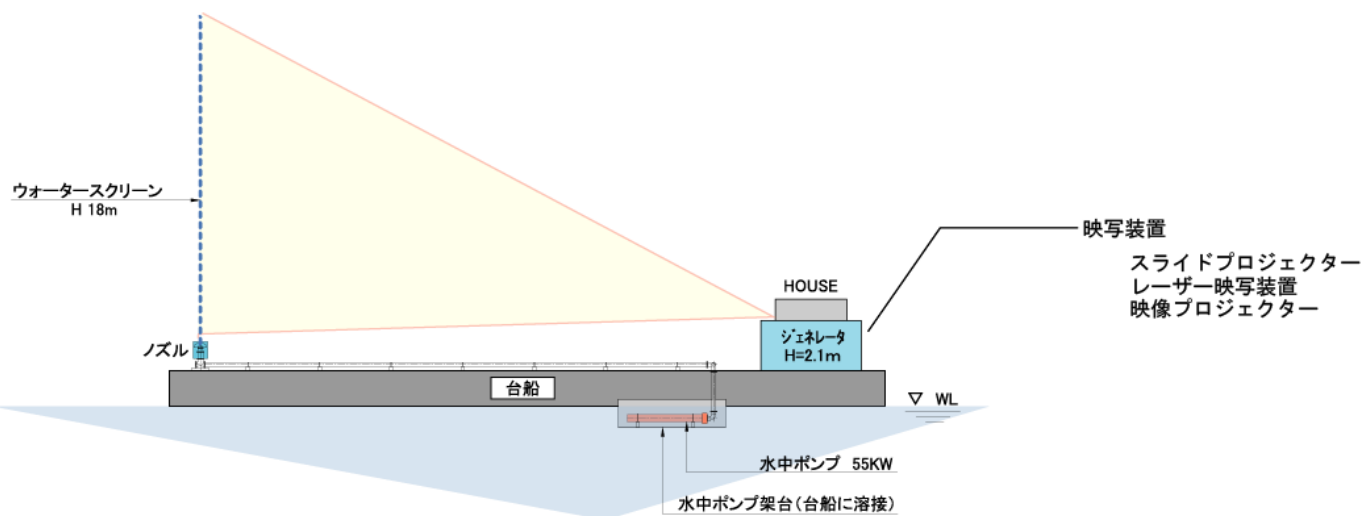 ウォータースクリーン
H 18m
映写装置
スライドプロジェクター
レーザー映写装置
映像プロジェクター
HOUSE
ジェネレータ
H=2.1m
ノズル
台船
▽ WL
水中ポンプ 55KW
水中ポンプ架台(台船に溶接)